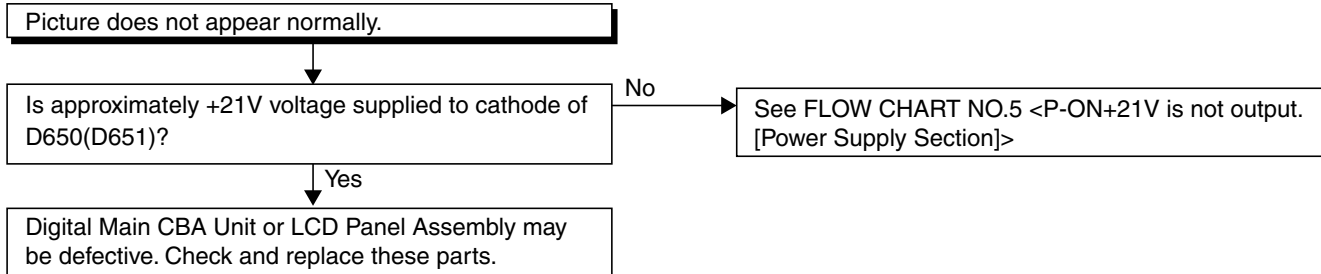 Picture does not appear normally.
Is approximately +21V voltage supplied to cathode of
D650(D651)?
No
See FLOW CHART NO.5 <P-ON+21V is not output.
[Power Supply Section]>
Yes
Digital Main CBA Unit or LCD Panel Assembly may
be defective. Check and replace these parts.